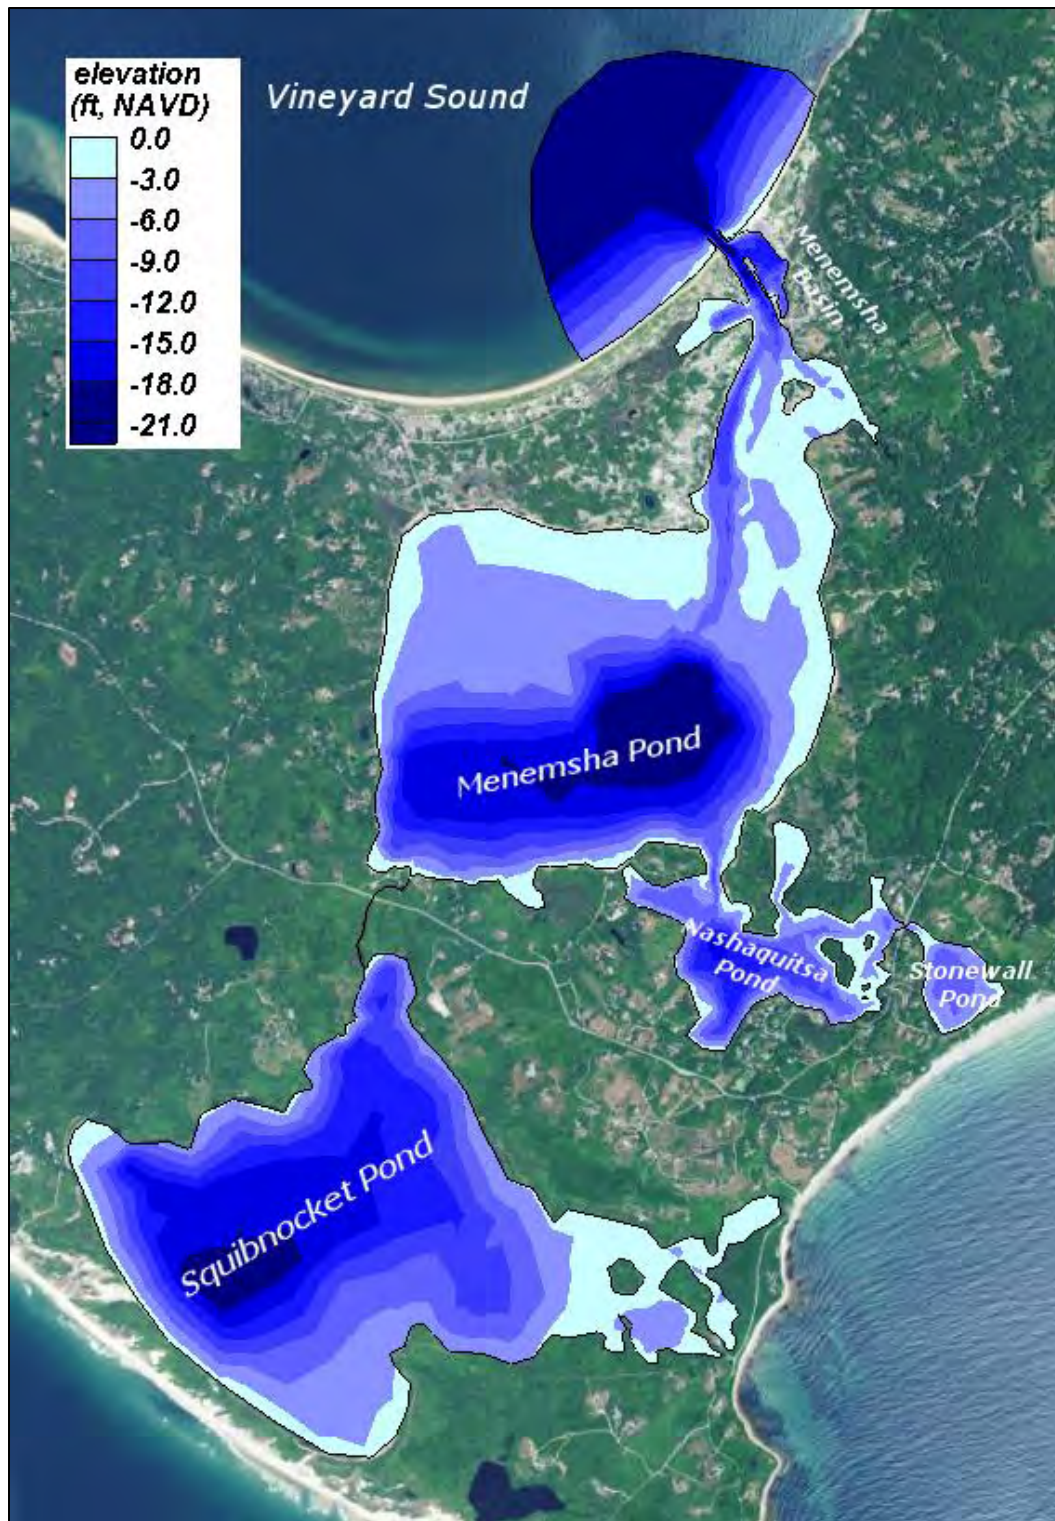 elevation
(ft, NAVD)
0.0
-3.0
-6.0
-9.0
-12.0
-15.0
-18.0
-21.0
Vineyard Sound
Menemsha
Basin
Menemsha Pond
Nashaquitsa
Pond
Stonewall
Pond
Squibnocket Pond